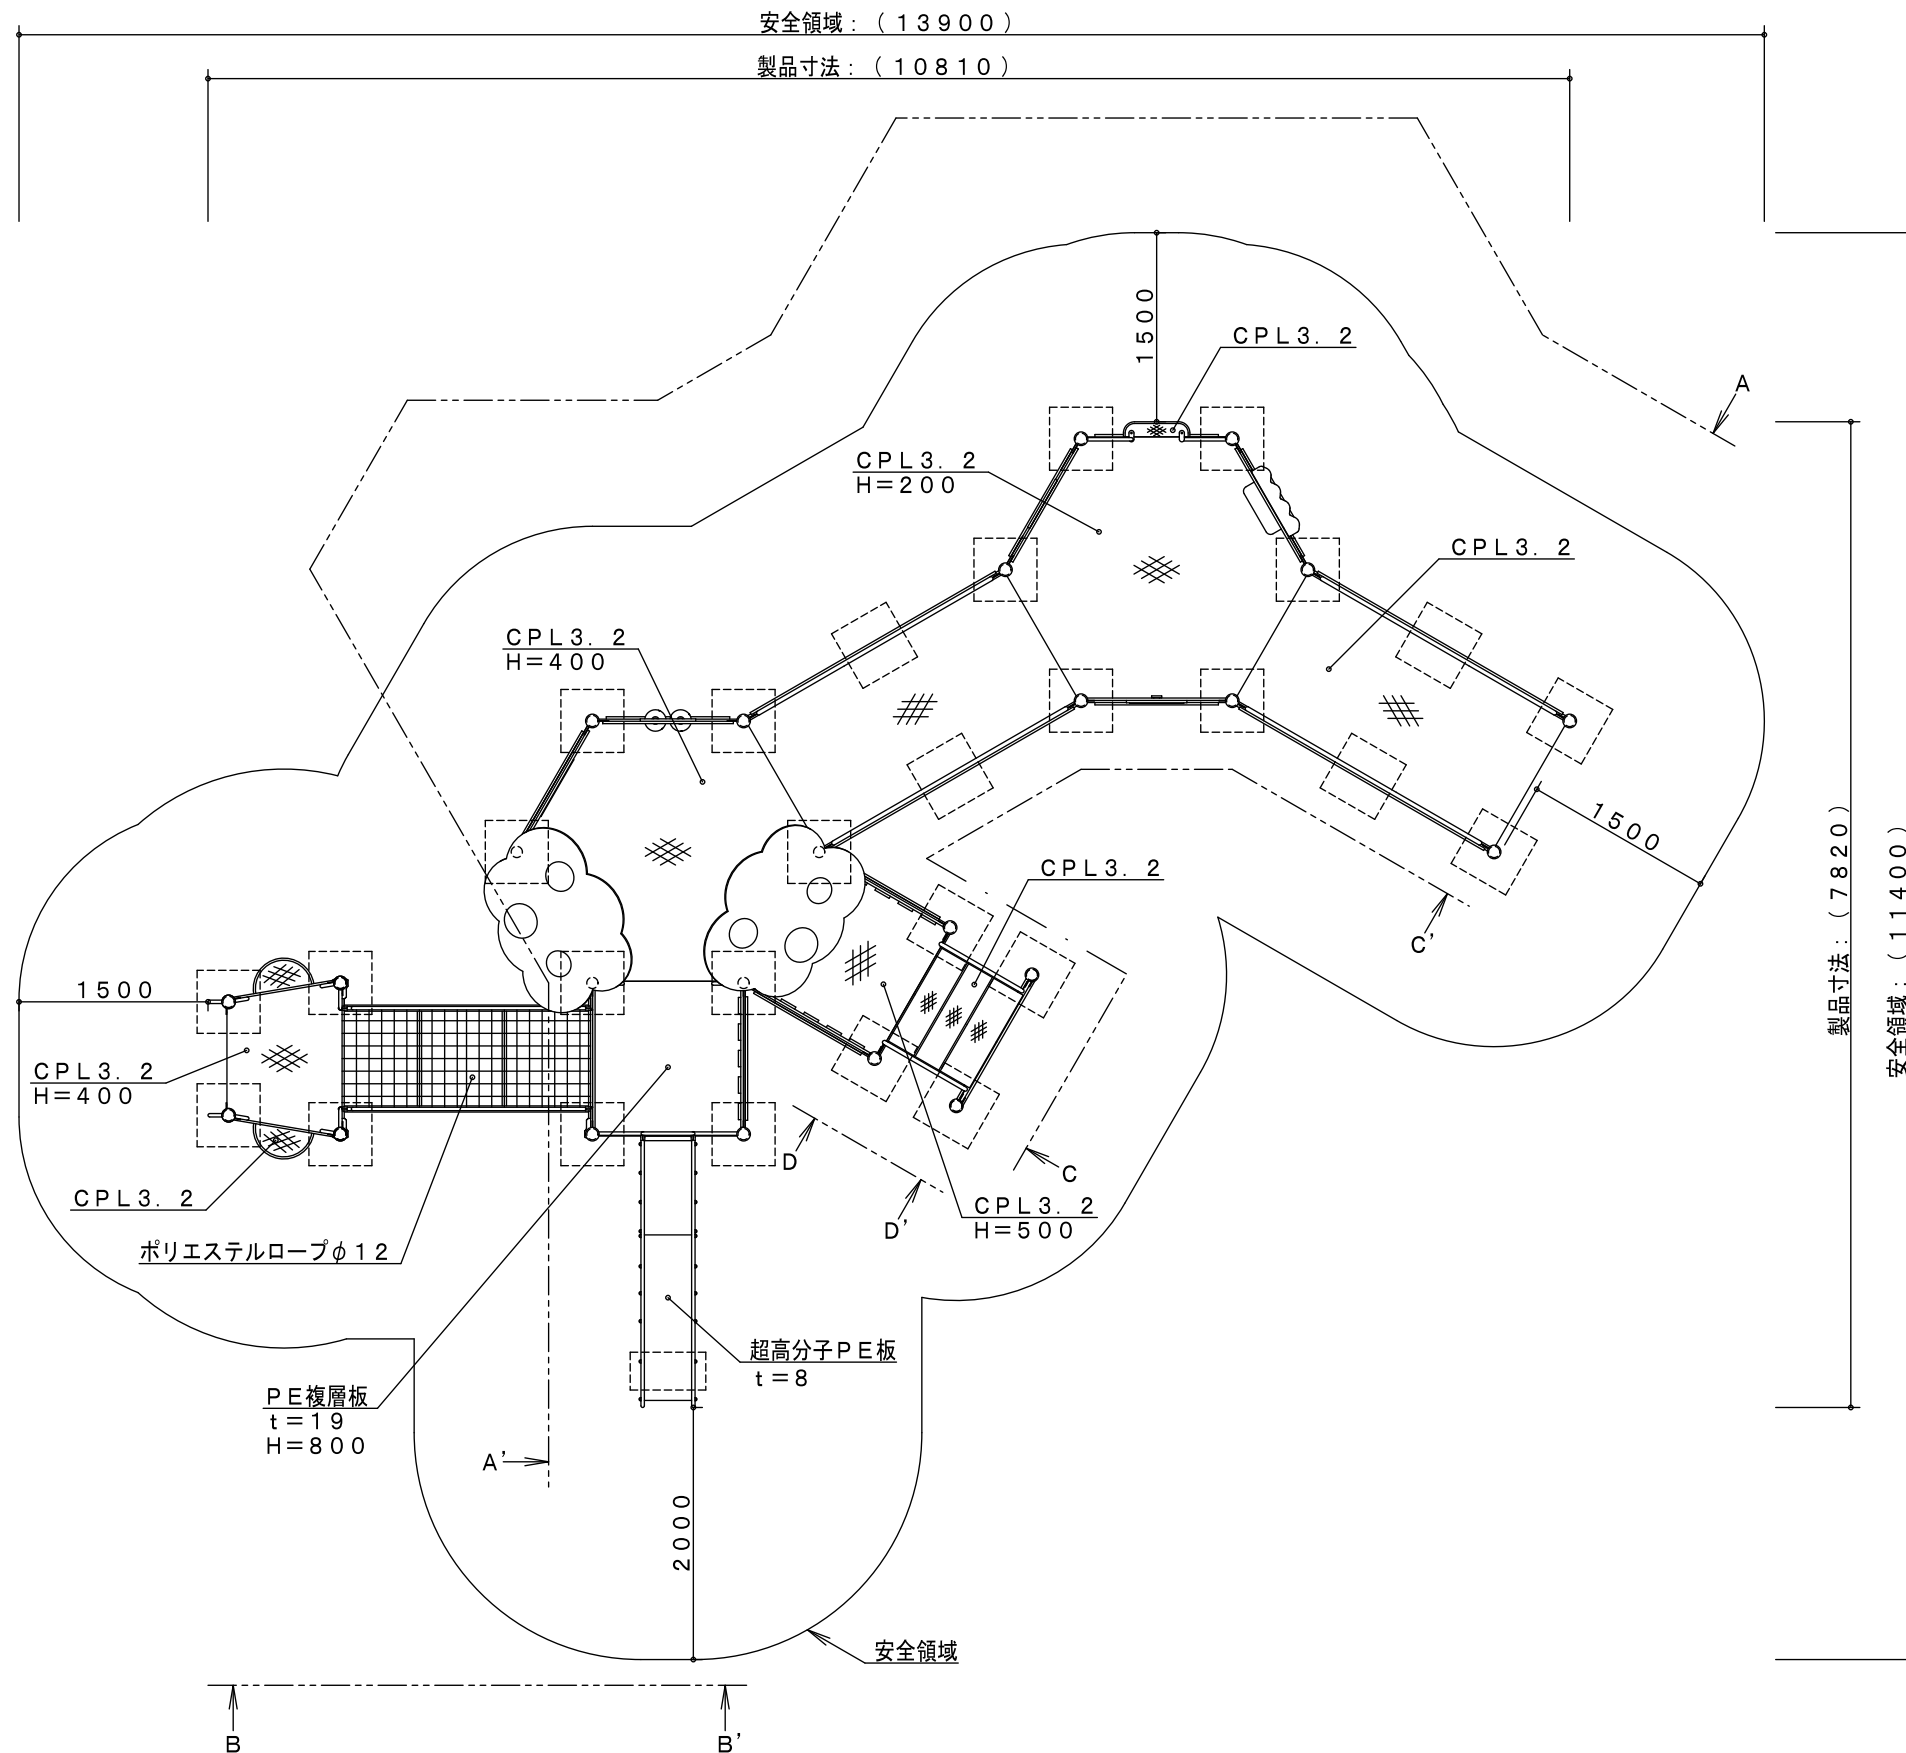 安全領域：（１３９００）
製品寸法：（１０８１０）
１５００
ＣＰＬ３．２
A
ＣＰＬ３．２
Ｈ＝２００
ＣＰＬ３．２
ＣＰＬ３．２
Ｈ＝４００
１５００
製品寸法：（７８２０）
安全領域：（１１４００）
ＣＰＬ３．２
C'
１５００
ＣＰＬ３．２
Ｈ＝４００
D
C
ＣＰＬ３．２
ＣＰＬ３．２
Ｈ＝５００
D'
ポリエステルロープφ１２
超高分子ＰＥ板
ｔ＝８
ＰＥ複層板
ｔ＝１９
Ｈ＝８００
A'
２０００
安全領域
B
B'